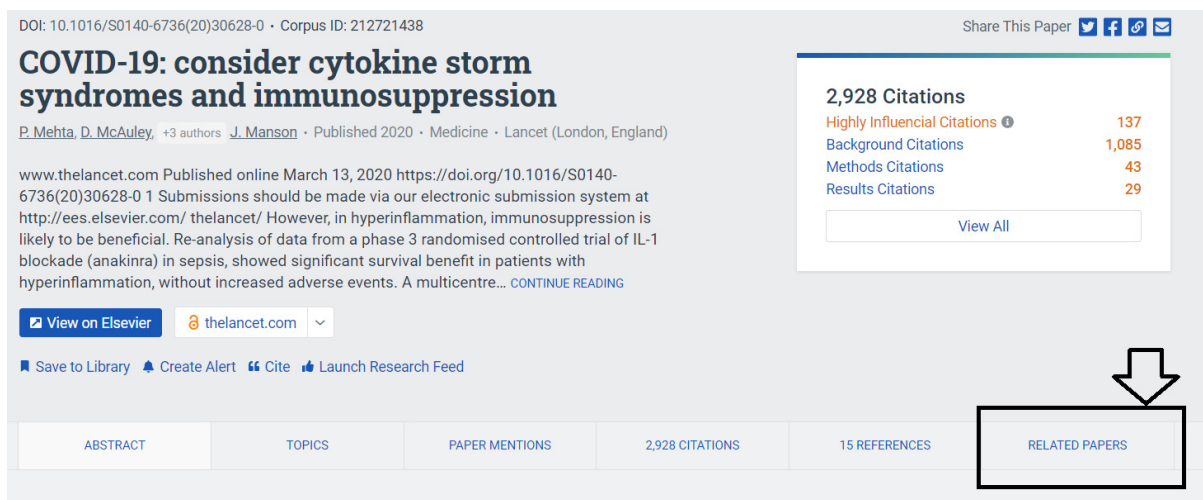 DOI: 10.1016/S0140-6736(20)30628-0 • Corpus ID: 212721438
Share This Paper
COVID-19: consider cytokine storm
syndromes and immunosuppression
P. Mehta, D. McAuley, +3 authors J. Manson • Published 2020 • Medicine • Lancet (London, England)
www.thelancet.com Published online March 13, 2020 https://doi.org/10.1016/S0140-
6736(20)30628-0 1 Submissions should be made via our electronic submission system at
http://ees.elsevier.com/ thelancet/ However, in hyperinflammation, immunosuppression is
likely to be beneficial. Re-analysis of data from a phase 3 randomised controlled trial of IL-1
blockade (anakinra) in sepsis, showed significant survival benefit in patients with
hyperinflammation, without increased adverse events. A multicentre… CONTINUE READING
View on Elsevier
thelancet.com
Save to Library
Create Alert
Cite
Launch Research Feed
2,928 Citations
Highly Influencial Citations 137
Background Citations 1,085
Methods Citations 43
Results Citations 29
View All
ABSTRACT
TOPICS
PAPER MENTIONS
2,928 CITATIONS
15 REFERENCES
RELATED PAPERS